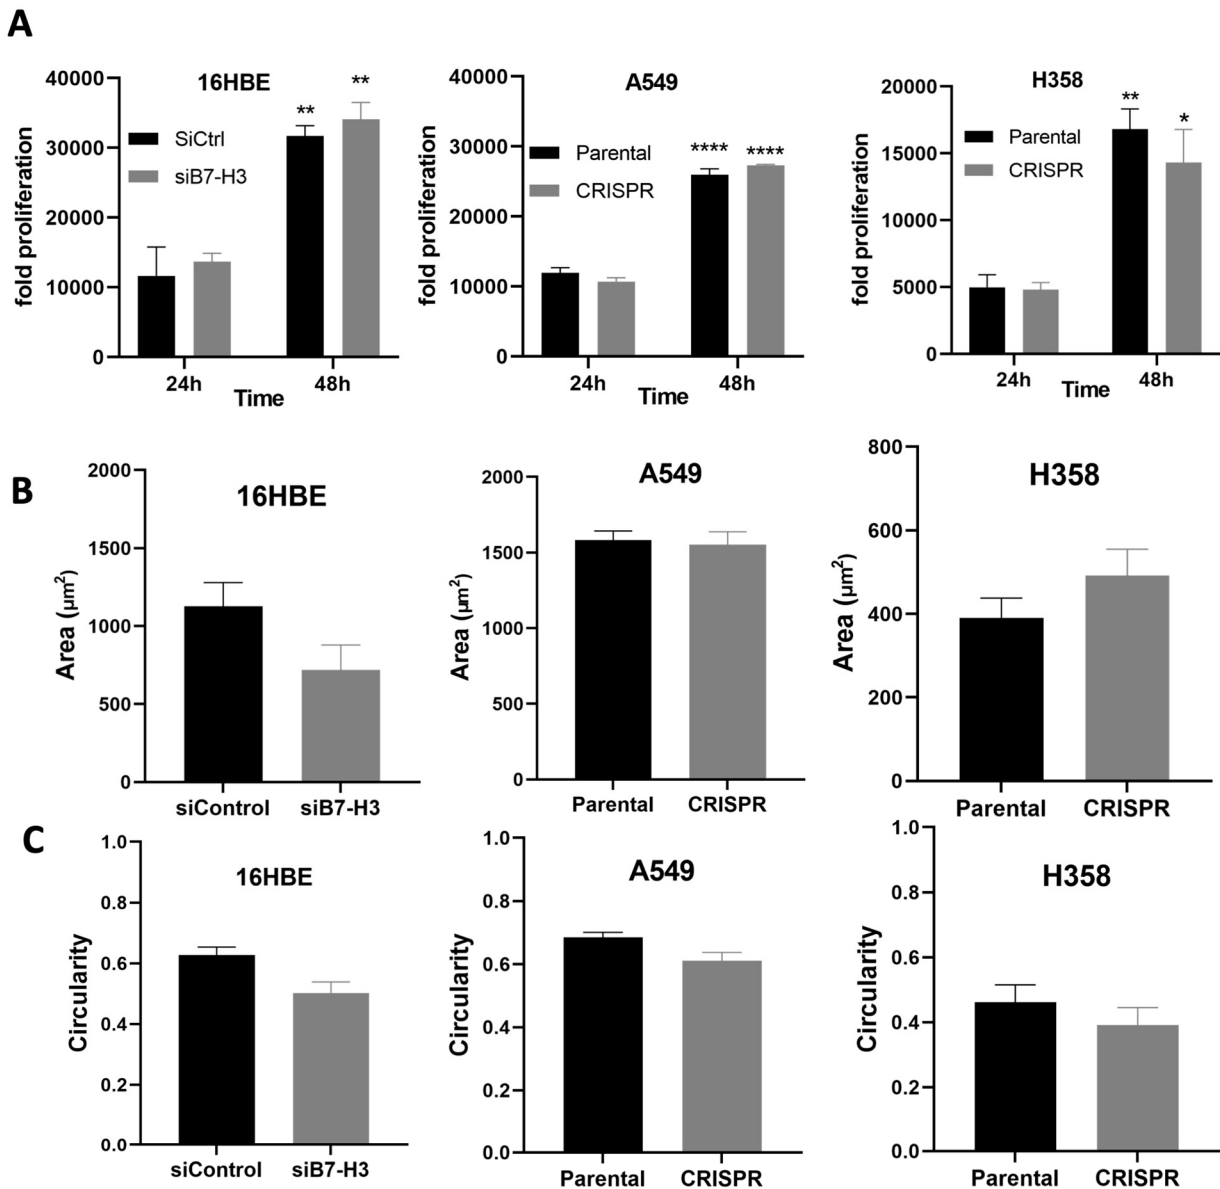 A
16HBE
40000
30000
20000
10000
0
fold proliferation
SiCtrl
siB7-H3
**
**
24h
48h
Time
A549
40000
30000
20000
10000
0
fold proliferation
Parental
CRISPR
****
****
24h
48h
Time
H358
20000
15000
10000
5000
0
fold proliferation
Parental
CRISPR
**
*
24h
48h
Time
B
16HBE
2000
1500
1000
500
0
Area (µm²)
siControl
siB7-H3
A549
2000
1500
1000
500
0
Area (µm²)
Parental
CRISPR
H358
800
600
400
200
0
Area (µm²)
Parental
CRISPR
C
16HBE
1.0
0.8
0.6
0.4
0.2
0.0
Circularity
siControl
siB7-H3
A549
1.0
0.8
0.6
0.4
0.2
0.0
Circularity
Parental
CRISPR
H358
1.0
0.8
0.6
0.4
0.2
0.0
Circularity
Parental
CRISPR